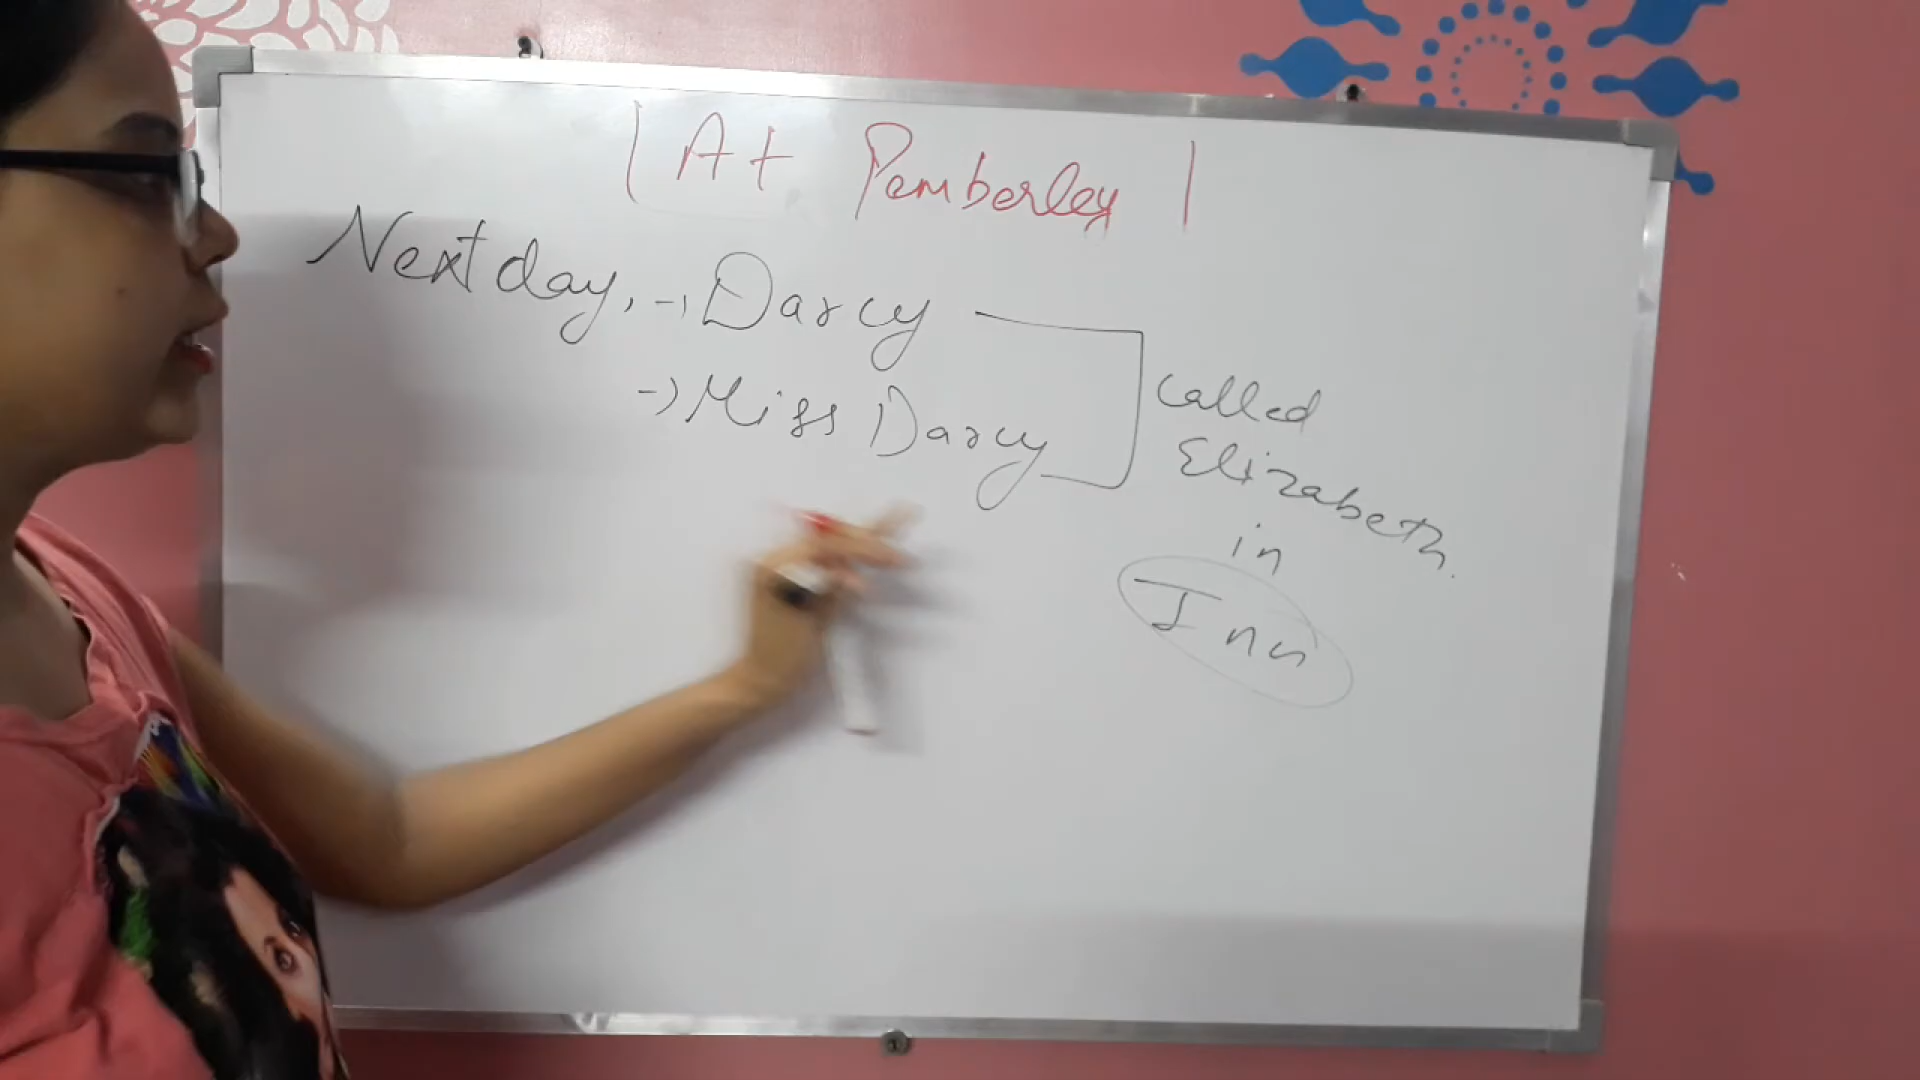 | At Pemberley |
Next day, → Darcy
→ Miss Darcy
called
Elizabeth
in
Inn